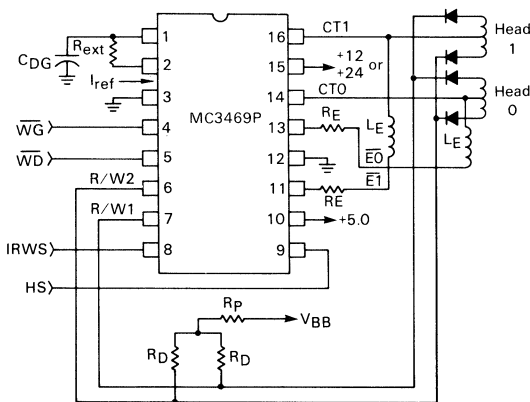 CDG
Rext
Iref
WG
WD
R/W2
R/W1
IRWS
HS
1
2
3
4
5
6
7
8
MC3469P
16
15
14
13
12
11
10
9
CT1
+12 or
+24
CT0
RE
E0
LE
E1
RE
+5.0
LE
Head
1
Head
0
RP
VBB
RD
RD